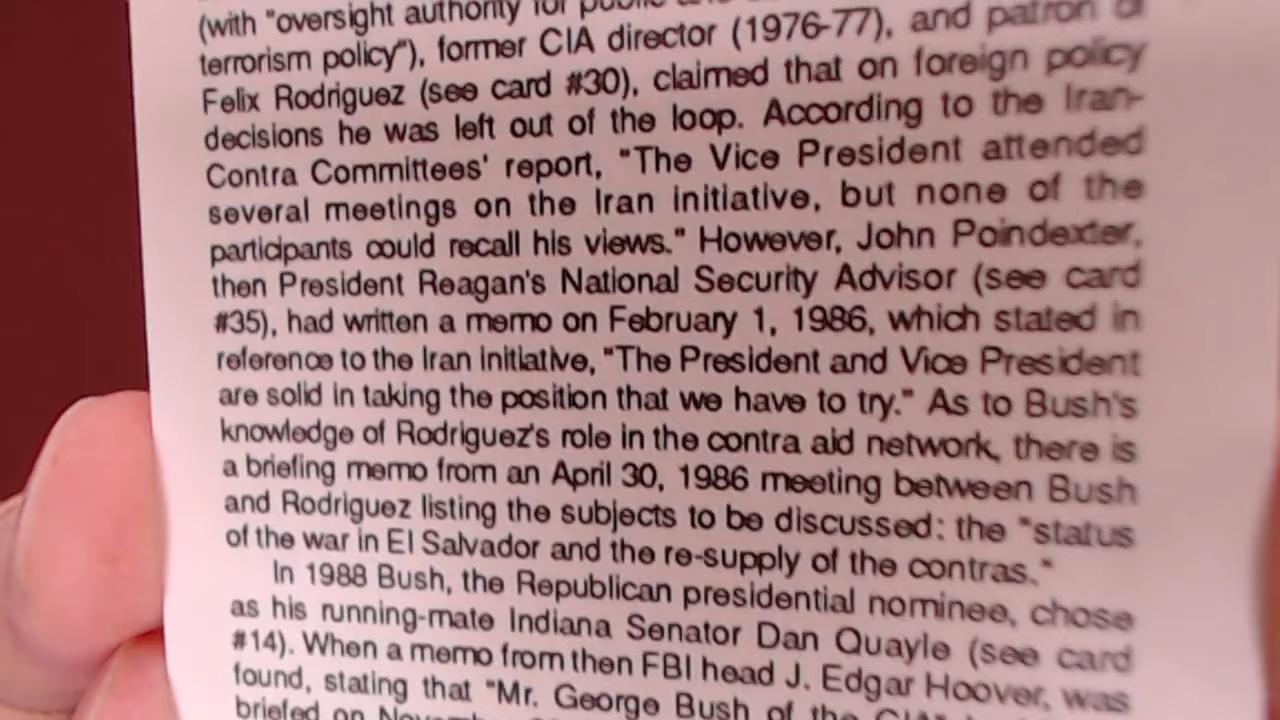 (with "oversight authority for public and
terrorism policy"), former CIA director (1976-77), and patron of
Felix Rodriguez (see card #30), claimed that on foreign policy
decisions he was left out of the loop. According to the Iran-
Contra Committees' report, "The Vice President attended
several meetings on the Iran initiative, but none of the
participants could recall his views." However, John Poindexter,
then President Reagan's National Security Advisor (see card
#35), had written a memo on February 1, 1986, which stated in
reference to the Iran initiative, "The President and Vice President
are solid in taking the position that we have to try." As to Bush's
knowledge of Rodriguez's role in the contra aid network, there is
a briefing memo from an April 30, 1986 meeting between Bush
and Rodriguez listing the subjects to be discussed: the "status
of the war in El Salvador and the re-supply of the contras."
In 1988 Bush, the Republican presidential nominee, chose
as his running-mate Indiana Senator Dan Quayle (see card
#14). When a memo from then FBI head J. Edgar Hoover, was
found, stating that "Mr. George Bush of the CIA"
briefed on